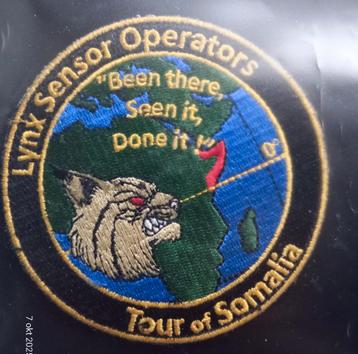 Lynx Sensor Operators
"Been there,
Seen it,
Done it !"
Tour of Somalia